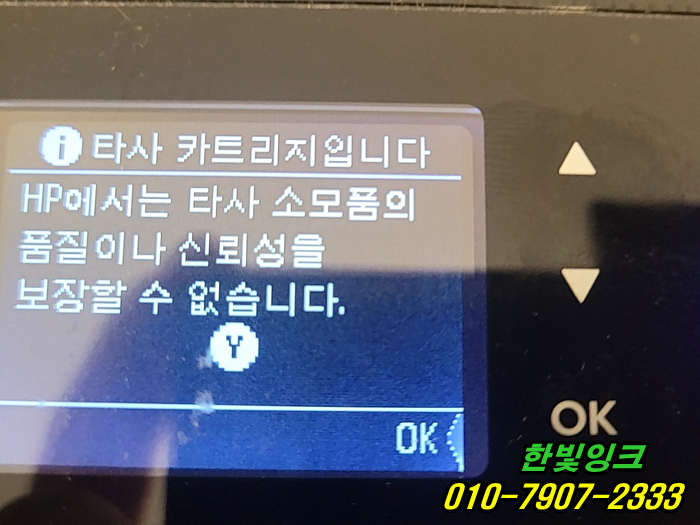 i 타사 카트리지입니다
HP에서는 타사 소모품의
품질이나 신뢰성을
보장할 수 없습니다.
Y
OK
OK
한빛잉크
010-7907-2333